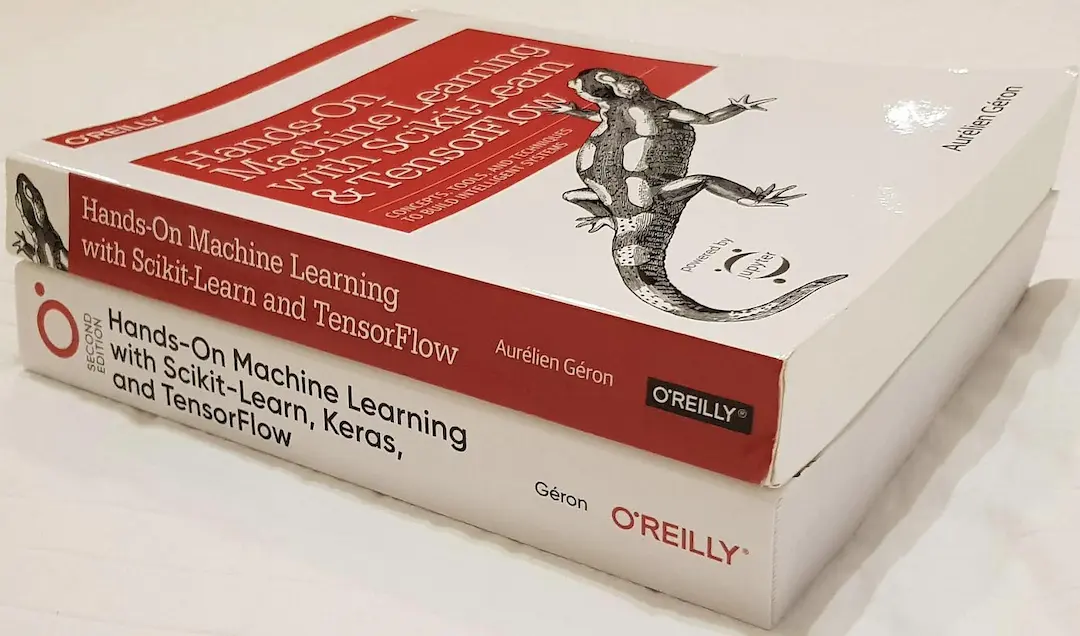 O'REILLY®
Hands-On
Machine Learning
with Scikit-Learn
& TensorFlow
CONCEPTS, TOOLS, AND TECHNIQUES
TO BUILD INTELLIGENT SYSTEMS
powered by
jupyter
Aurélien Géron
Hands-On Machine Learning
with Scikit-Learn and TensorFlow
Aurélien Géron
O'REILLY®
SECOND
EDITION
Hands-On Machine Learning
with Scikit-Learn, Keras,
and TensorFlow
Géron
O'REILLY®